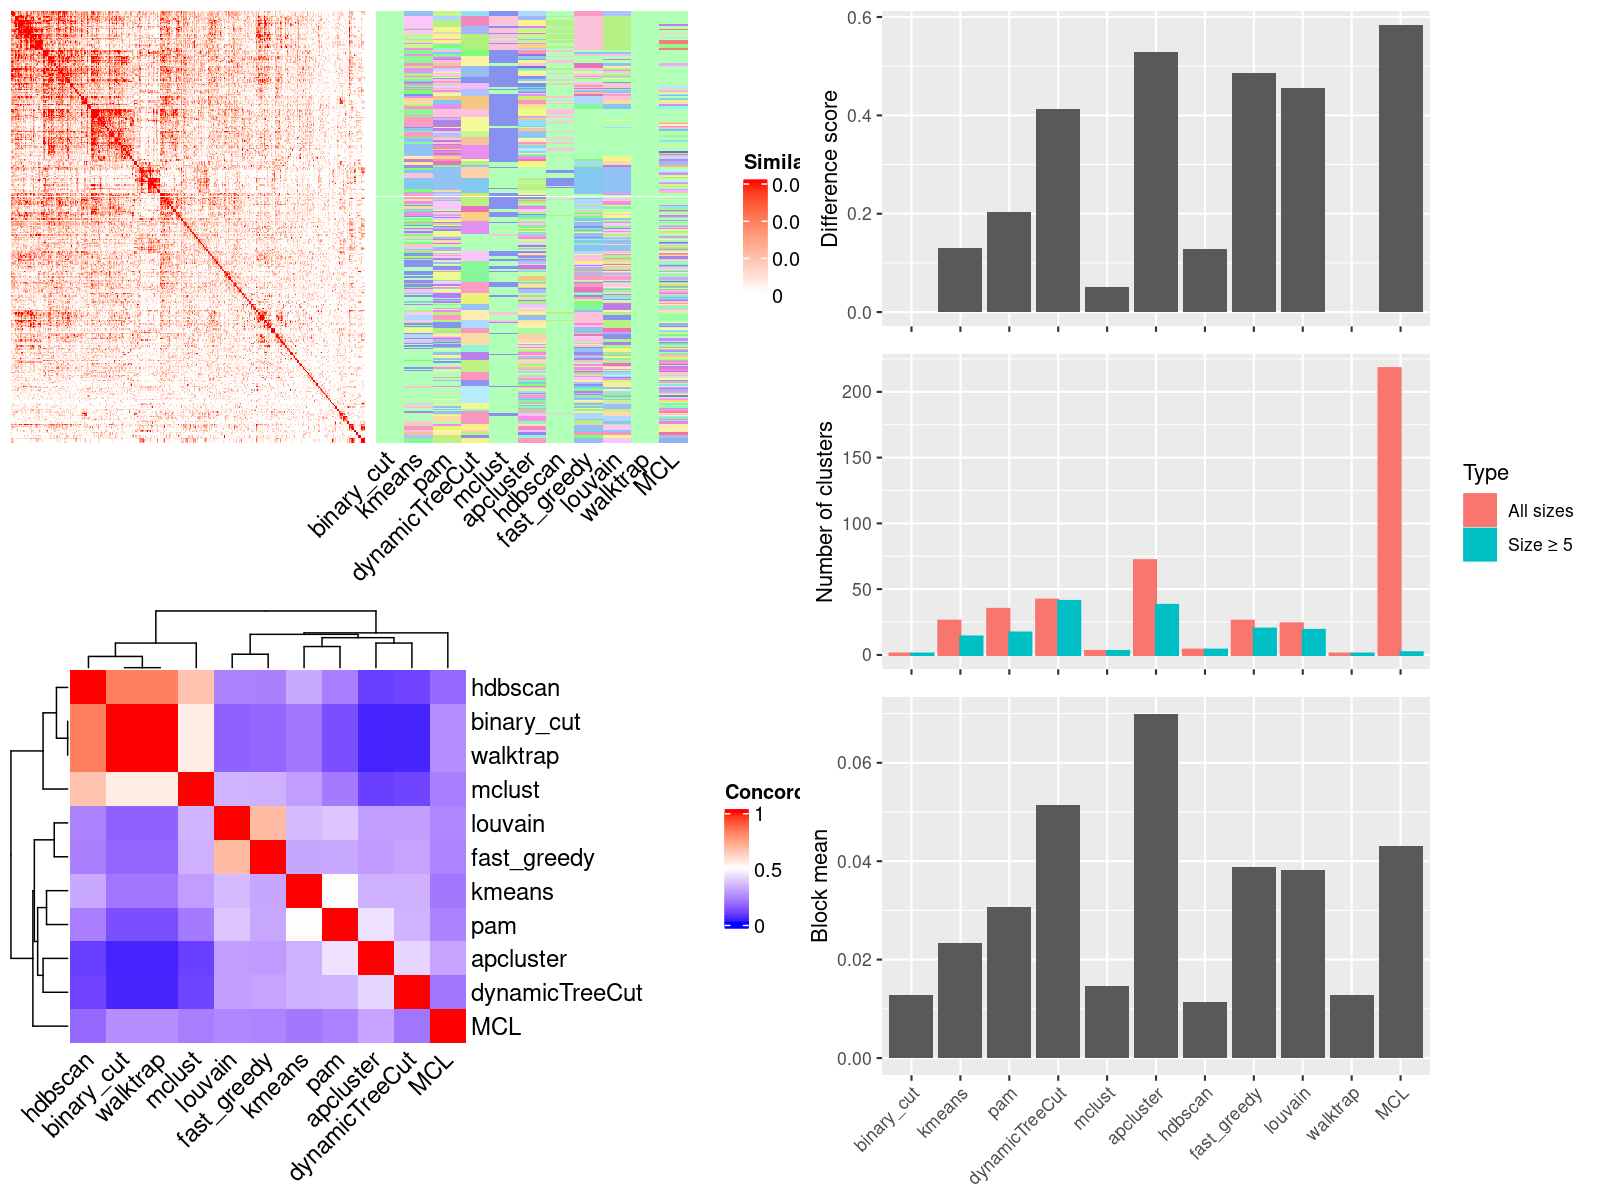 Simila
0.0
0.0
0.0
0
binary_cut
kmeans
pam
dynamicTreeCut
mclust
apcluster
hdbscan
fast_greedy
louvain
walktrap
MCL
hdbscan
binary_cut
walktrap
mclust
louvain
fast_greedy
kmeans
pam
apcluster
dynamicTreeCut
MCL
hdbscan
binary_cut
walktrap
mclust
louvain
fast_greedy
kmeans
pam
apcluster
dynamicTreeCut
MCL
Concord
1
0.5
0
Difference score
0.6
0.4
0.2
0.0
Number of clusters
200
150
100
50
0
Type
All sizes
Size ≥ 5
Block mean
0.06
0.04
0.02
0.00
binary_cut
kmeans
pam
dynamicTreeCut
mclust
apcluster
hdbscan
fast_greedy
louvain
walktrap
MCL